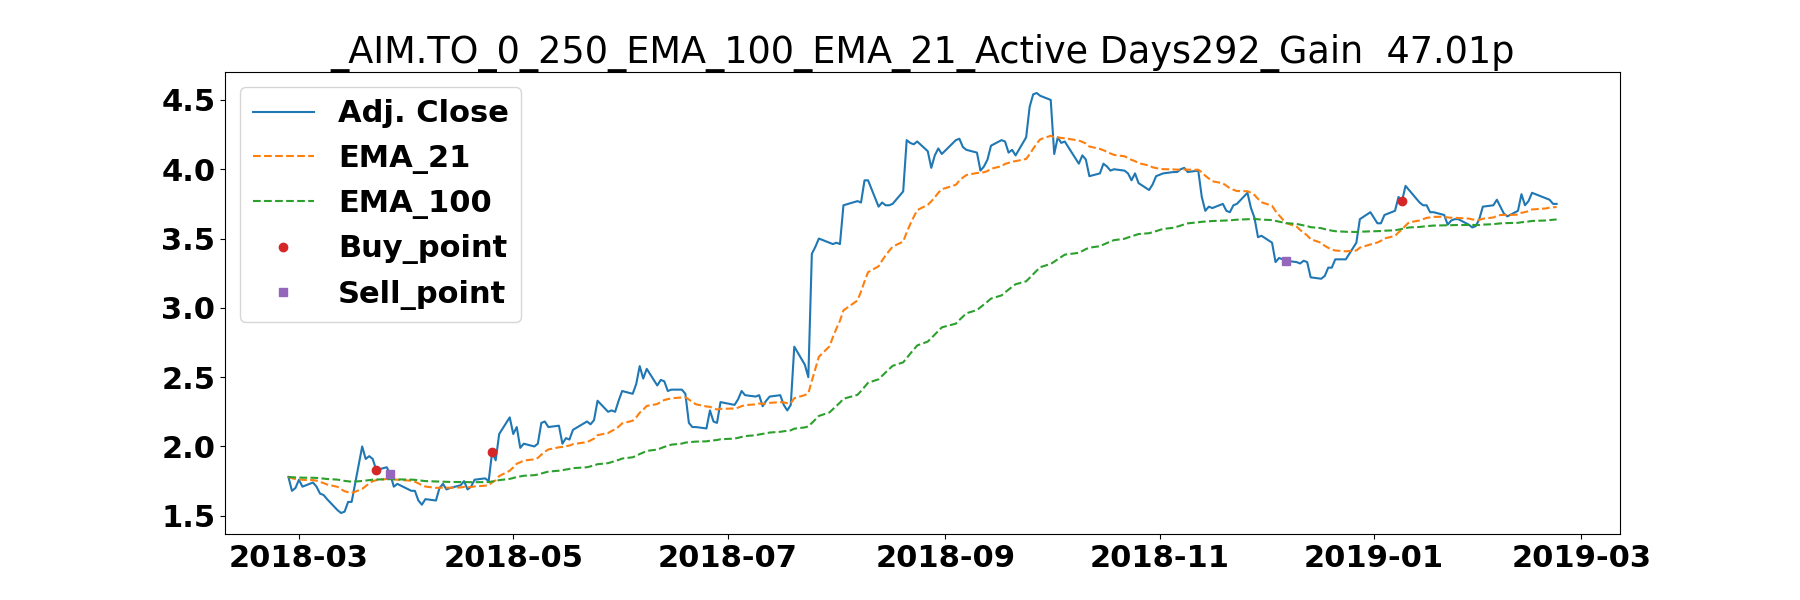 _AIM.TO_0_250_EMA_100_EMA_21_Active Days292_Gain  47.01p
Adj. Close
EMA_21
EMA_100
Buy_point
Sell_point
4.5
4.0
3.5
3.0
2.5
2.0
1.5
2018-03 2018-05 2018-07 2018-09 2018-11 2019-01 2019-03